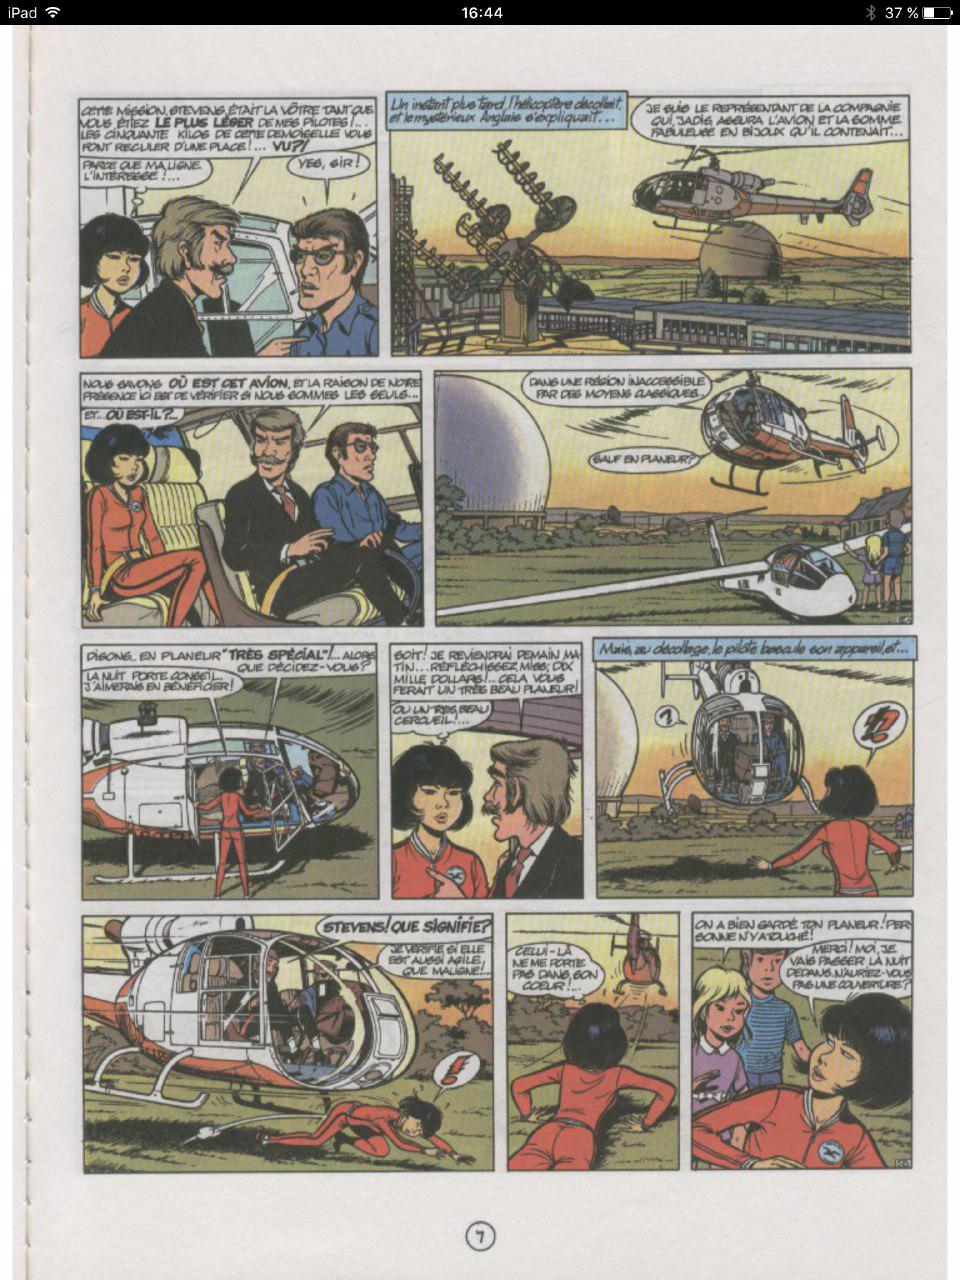 iPad
16:44
37 %
CETTE MISSION, STEVENS, ÉTAIT LA VÔTRE TANT QUE
VOUS ÉTIEZ LE PLUS LÉGER DE MES PILOTES!...
LES CINQUANTE KILOS DE CETTE DEMOISELLE VOUS
FONT RECULER D'UNE PLACE!... VU?!
PARCE QUE MA LIGNE
L'INTÉRESSE!...
YES, SIR!
Un instant plus tard, l'hélicoptère décollait,
et le mystérieux Anglais s'expliquait...
JE SUIS LE REPRÉSENTANT DE LA COMPAGNIE
QUI, JADIS, ASSURA L'AVION ET LA SOMME
FABULEUSE EN BIJOUX QU'IL CONTENAIT...
NOUS SAVONS OÙ EST CET AVION, ET LA RAISON DE NOTRE
PRÉSENCE ICI EST DE VÉRIFIER SI NOUS SOMMES LES SEULS...
ET... OÙ EST-IL?...
DANS UNE RÉGION INACCESSIBLE
PAR DES MOYENS CLASSIQUES...
SAUF EN PLANEUR?
DISONS, EN PLANEUR "TRÈS SPÉCIAL"!... ALORS
QUE DÉCIDEZ-VOUS?
LA NUIT PORTE CONSEIL...
J'AIMERAIS EN BÉNÉFICIER!
SOIT! JE REVIENDRAI DEMAIN MA-
TIN... RÉFLÉCHISSEZ, MISS; DIX
MILLE DOLLARS!... CELA VOUS
FERAIT UN TRÈS BEAU PLANEUR!
OU UN TRÈS BEAU
CERCUEIL!...
Mais, au décollage, le pilote bascule son appareil, et...
?
!?
STEVENS! QUE SIGNIFIE?
JE VÉRIFIE SI ELLE
EST AUSSI AGILE,
QUE MALIGNE!...
!
CELUI-LÀ
NE ME PORTE
PAS DANS SON
COEUR!...
ON A BIEN GARDÉ TON PLANEUR! PER-
SONNE N'Y A TOUCHÉ!
MERCI! MOI, JE
VAIS PASSER LA NUIT
DEDANS. N'AURIEZ-VOUS
PAS UNE COUVERTURE?
7